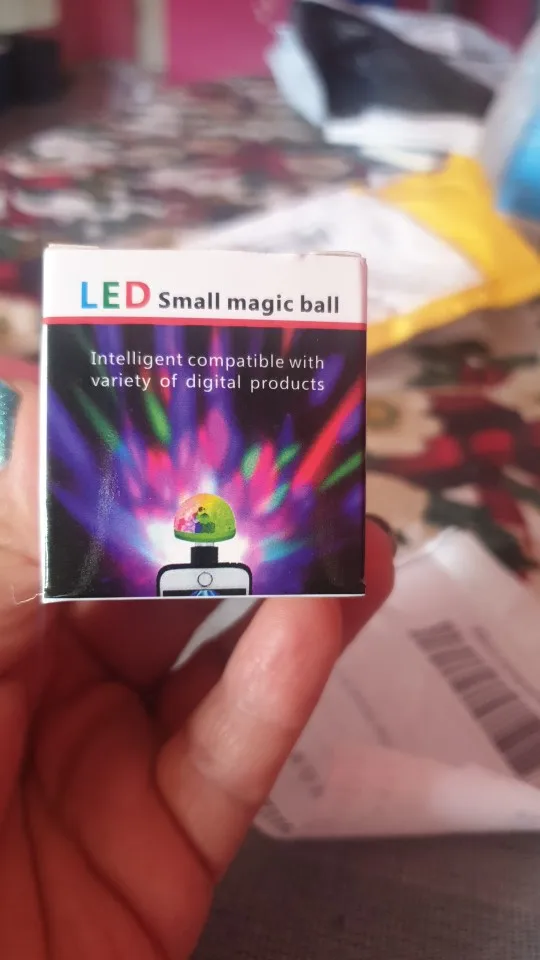 LED Small magic ball
Intelligent compatible with
variety of digital products